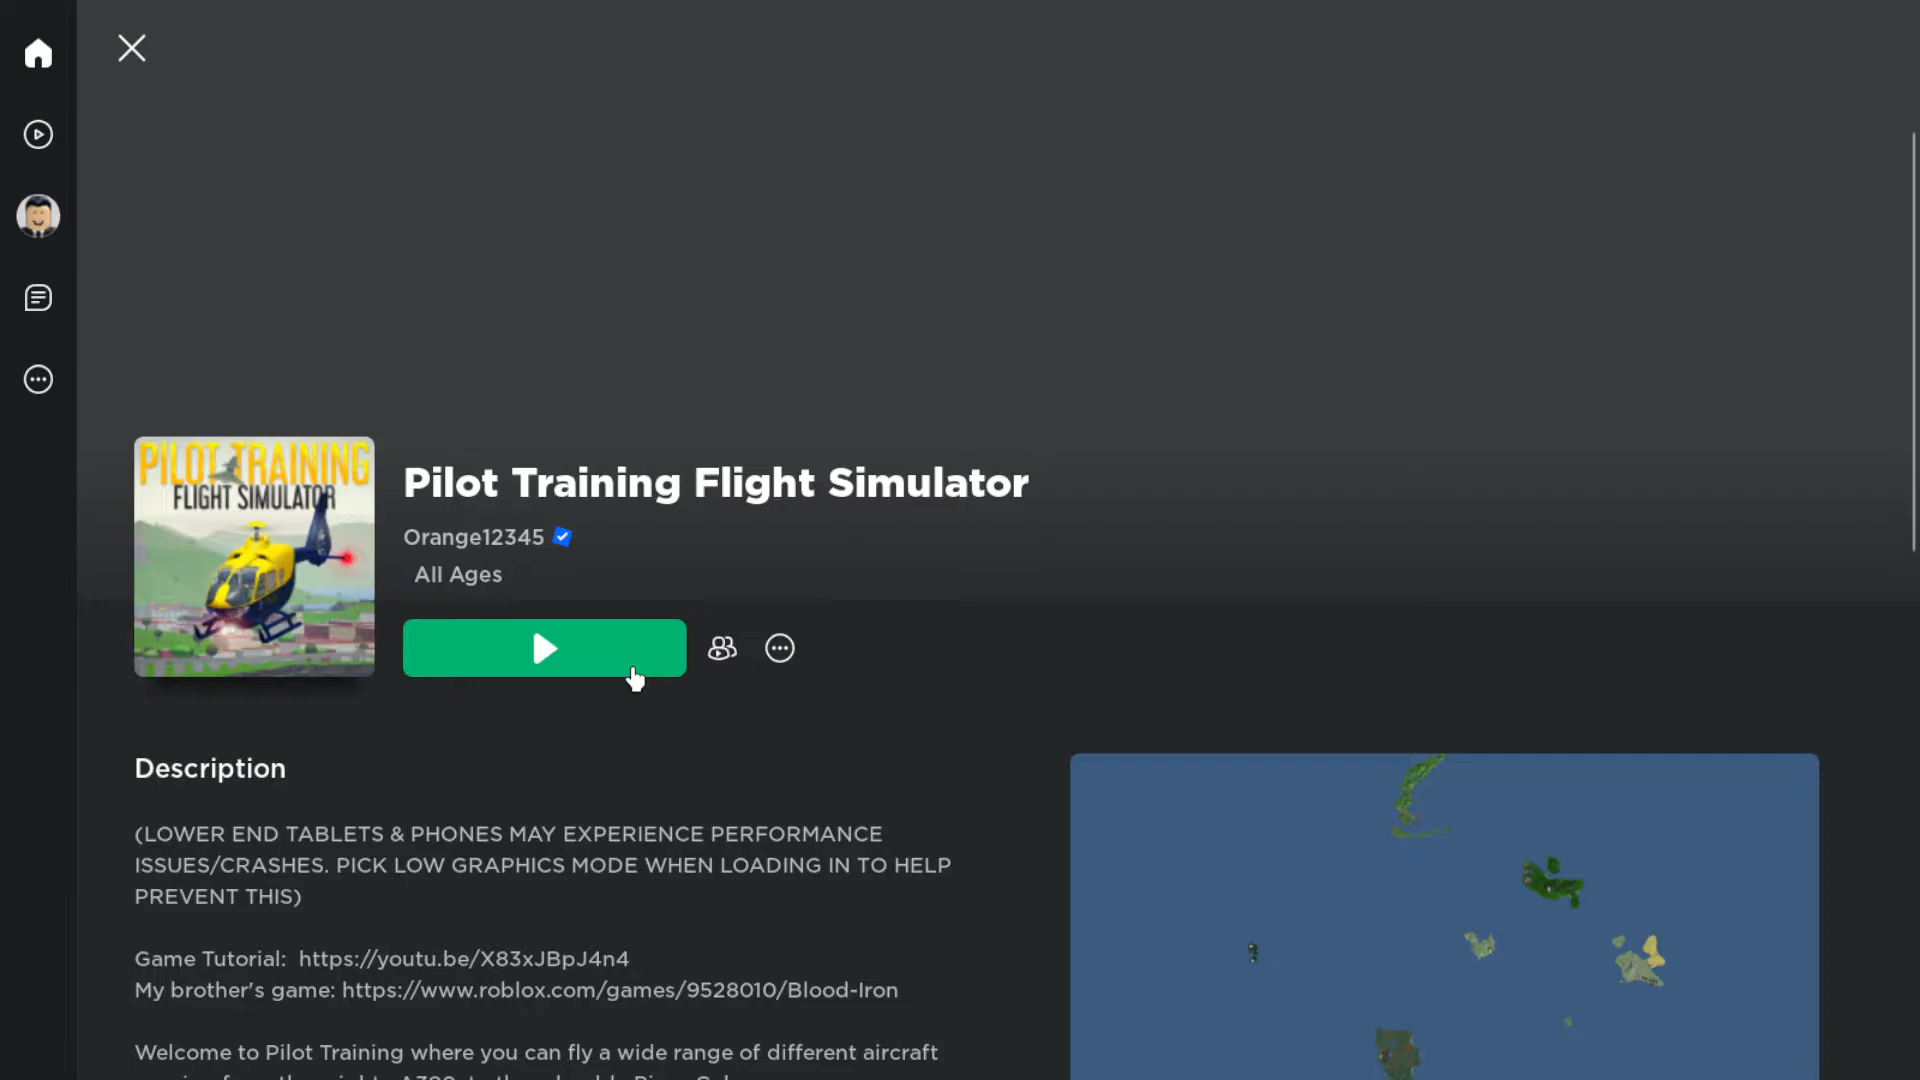 PILOT TRAINING
FLIGHT SIMULATOR
Pilot Training Flight Simulator
Orange12345
All Ages
Description
(LOWER END TABLETS & PHONES MAY EXPERIENCE PERFORMANCE
ISSUES/CRASHES. PICK LOW GRAPHICS MODE WHEN LOADING IN TO HELP
PREVENT THIS)
Game Tutorial: https://youtu.be/X83xJBpJ4n4
My brother's game: https://www.roblox.com/games/9528010/Blood-Iron
Welcome to Pilot Training where you can fly a wide range of different aircraft